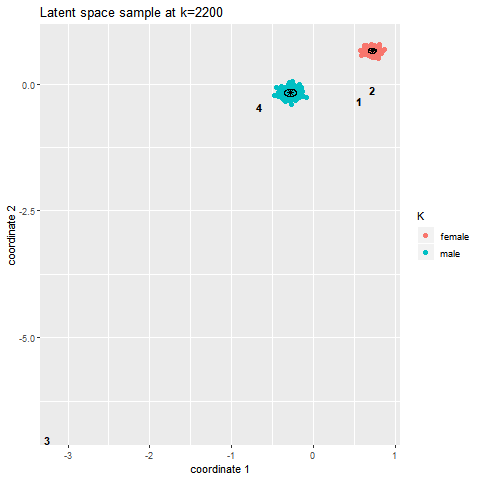 Latent space sample at k=2200
0.0
-2.5
-5.0
coordinate 2
4
1
2
3
-3
-2
-1
0
1
coordinate 1
K
female
male